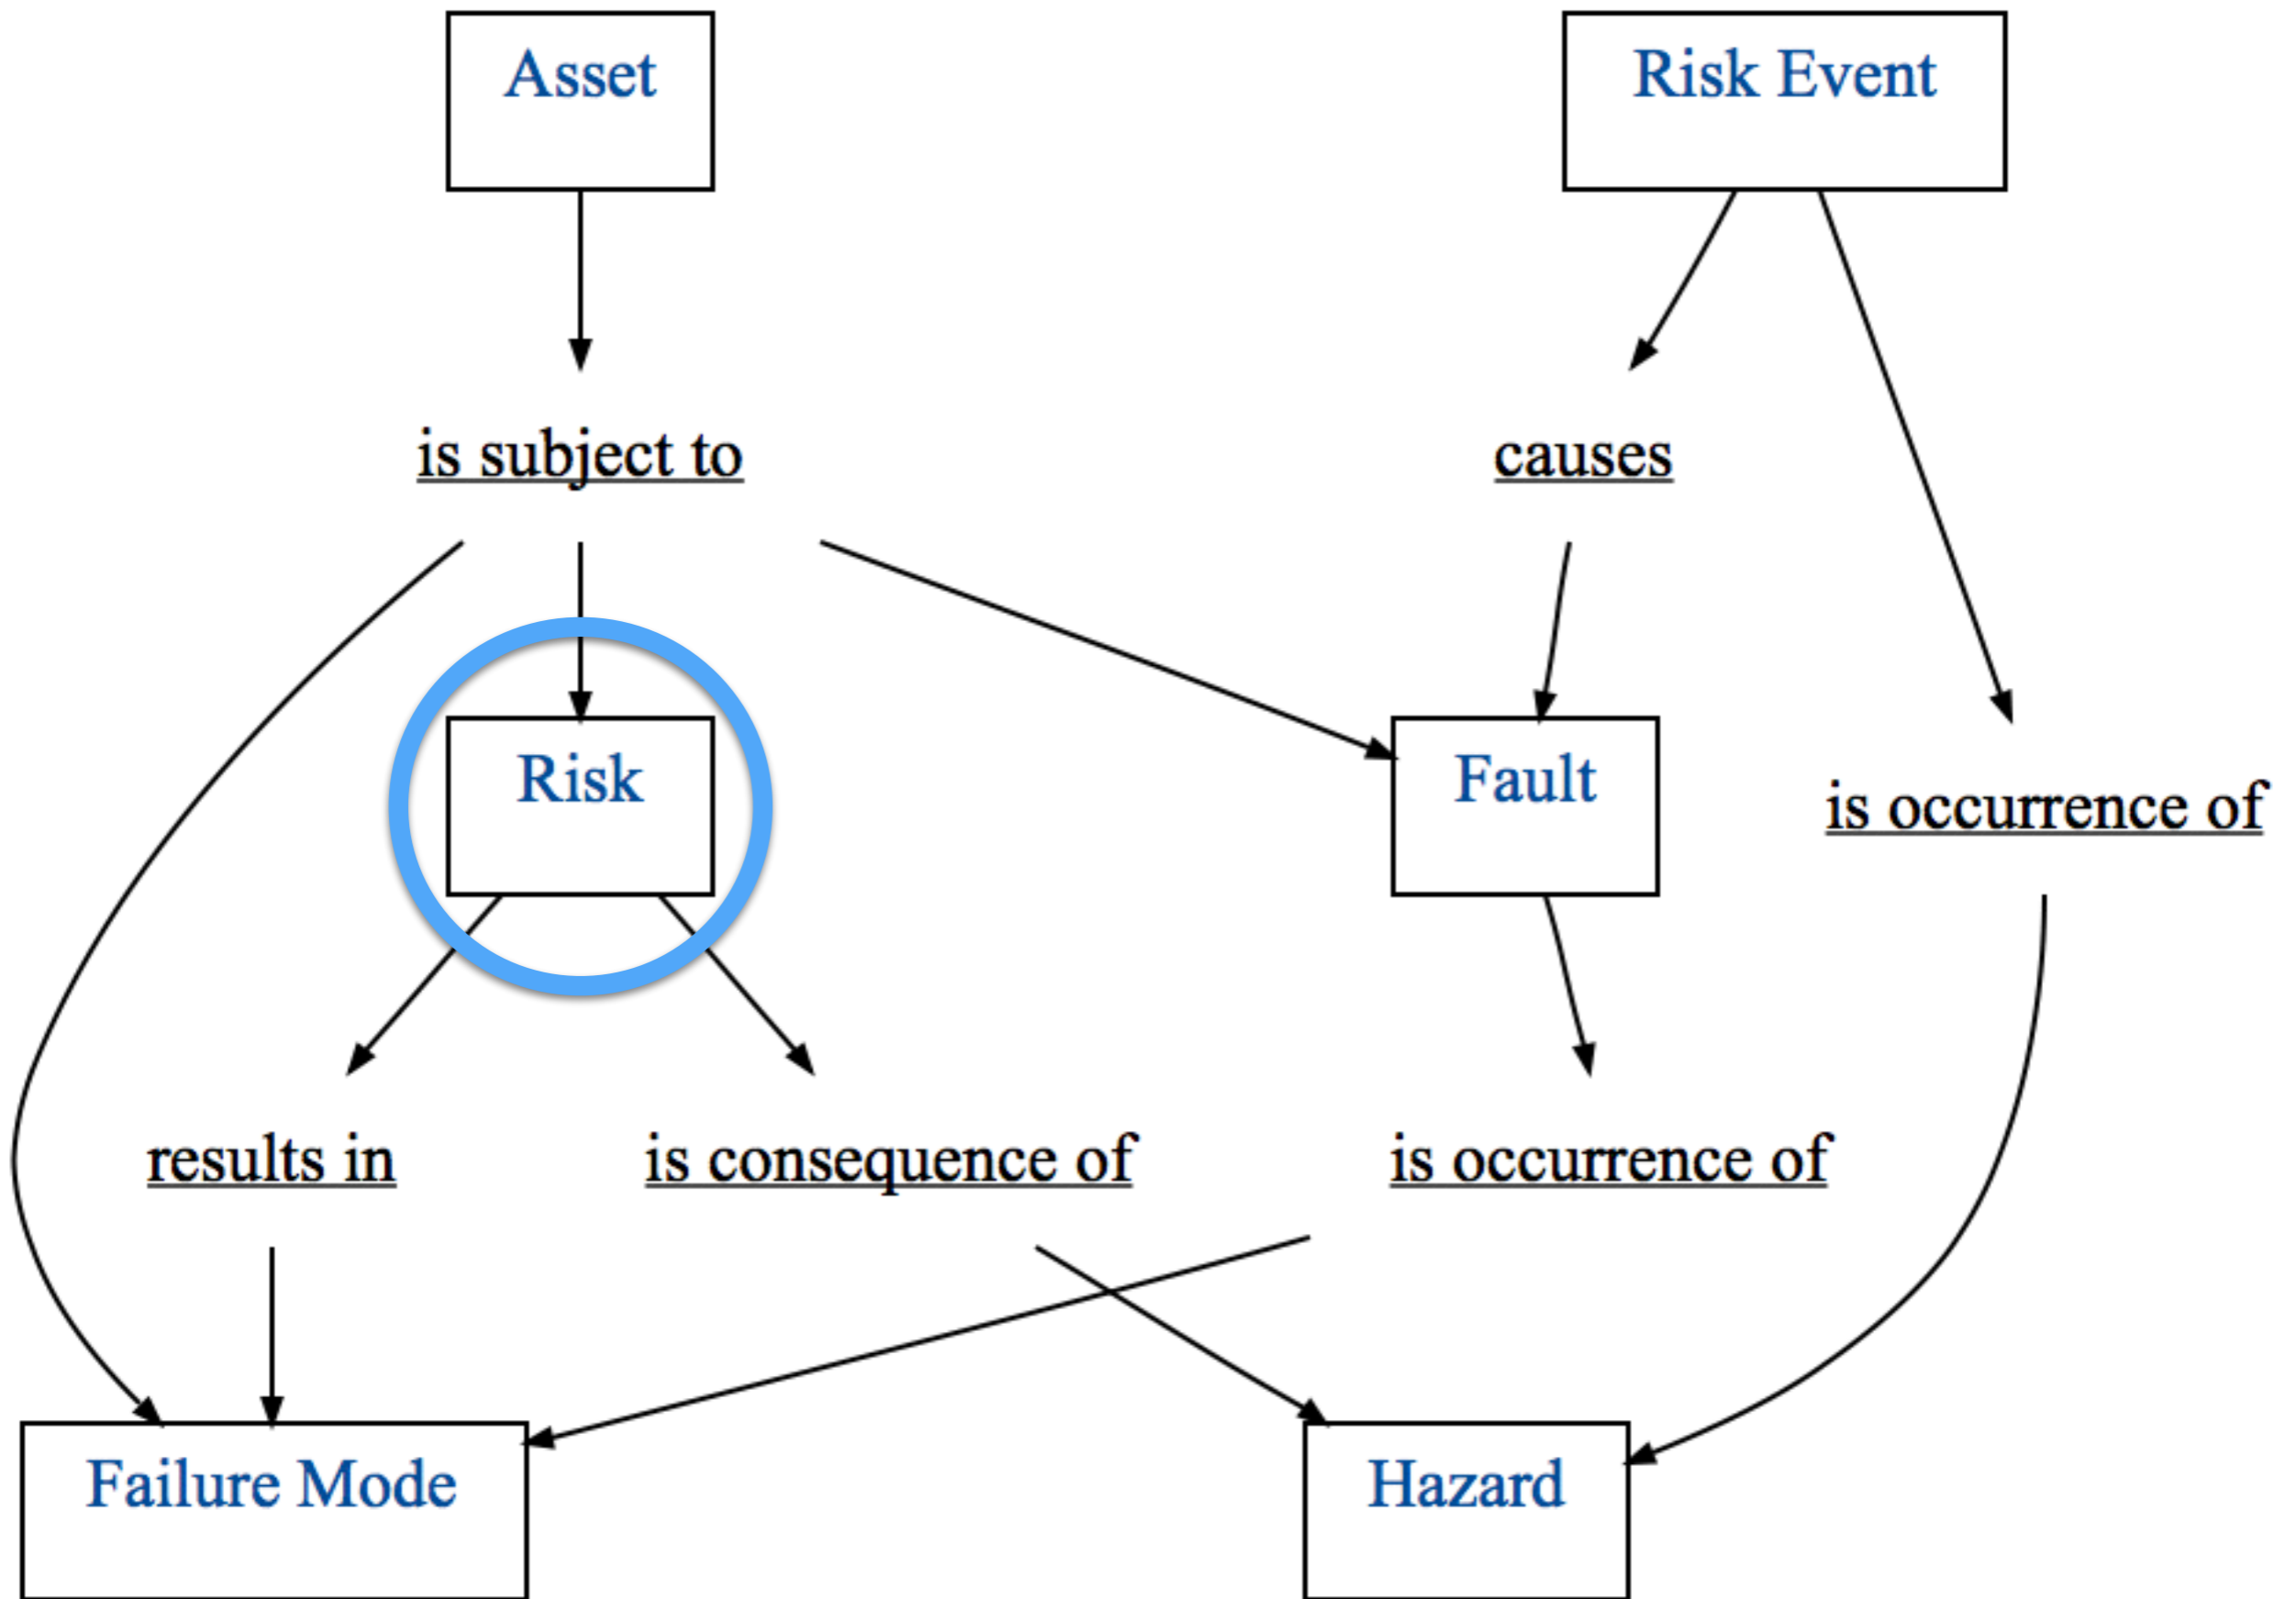 Asset
Risk Event
is subject to
causes
Risk
Fault
is occurrence of
results in
is consequence of
is occurrence of
Failure Mode
Hazard